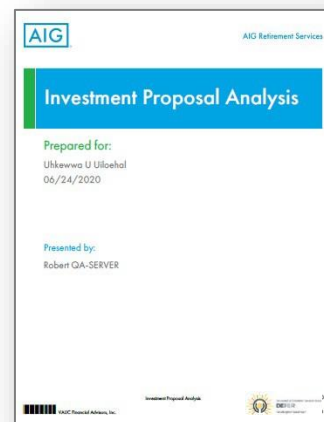 AIG
AIG Retirement Services
Investment Proposal Analysis
Prepared for:
Uhkewwa U Uiloehal
06/24/2020
Presented by:
Robert QA-SERVER
Investment Proposal Analysis
VALIC Financial Advisors, Inc.